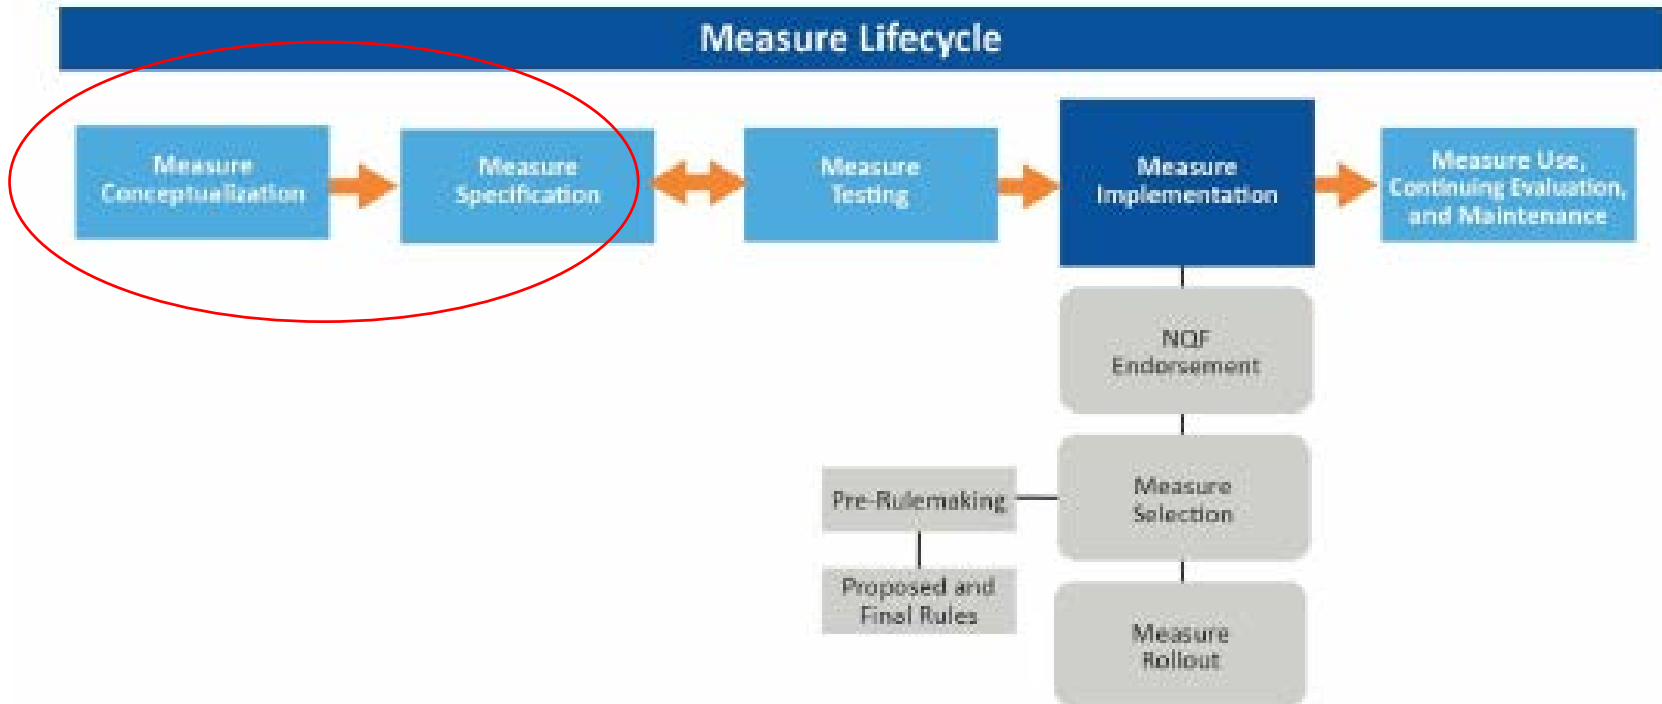 Measure Lifecycle
Measure
Conceptualization
Measure
Specification
Measure
Testing
Measure
Implementation
Measure Use,
Continuing Evaluation,
and Maintenance
NQF
Endorsement
Measure
Selection
Pre-Rulemaking
Proposed and
Final Rules
Measure
Rollout